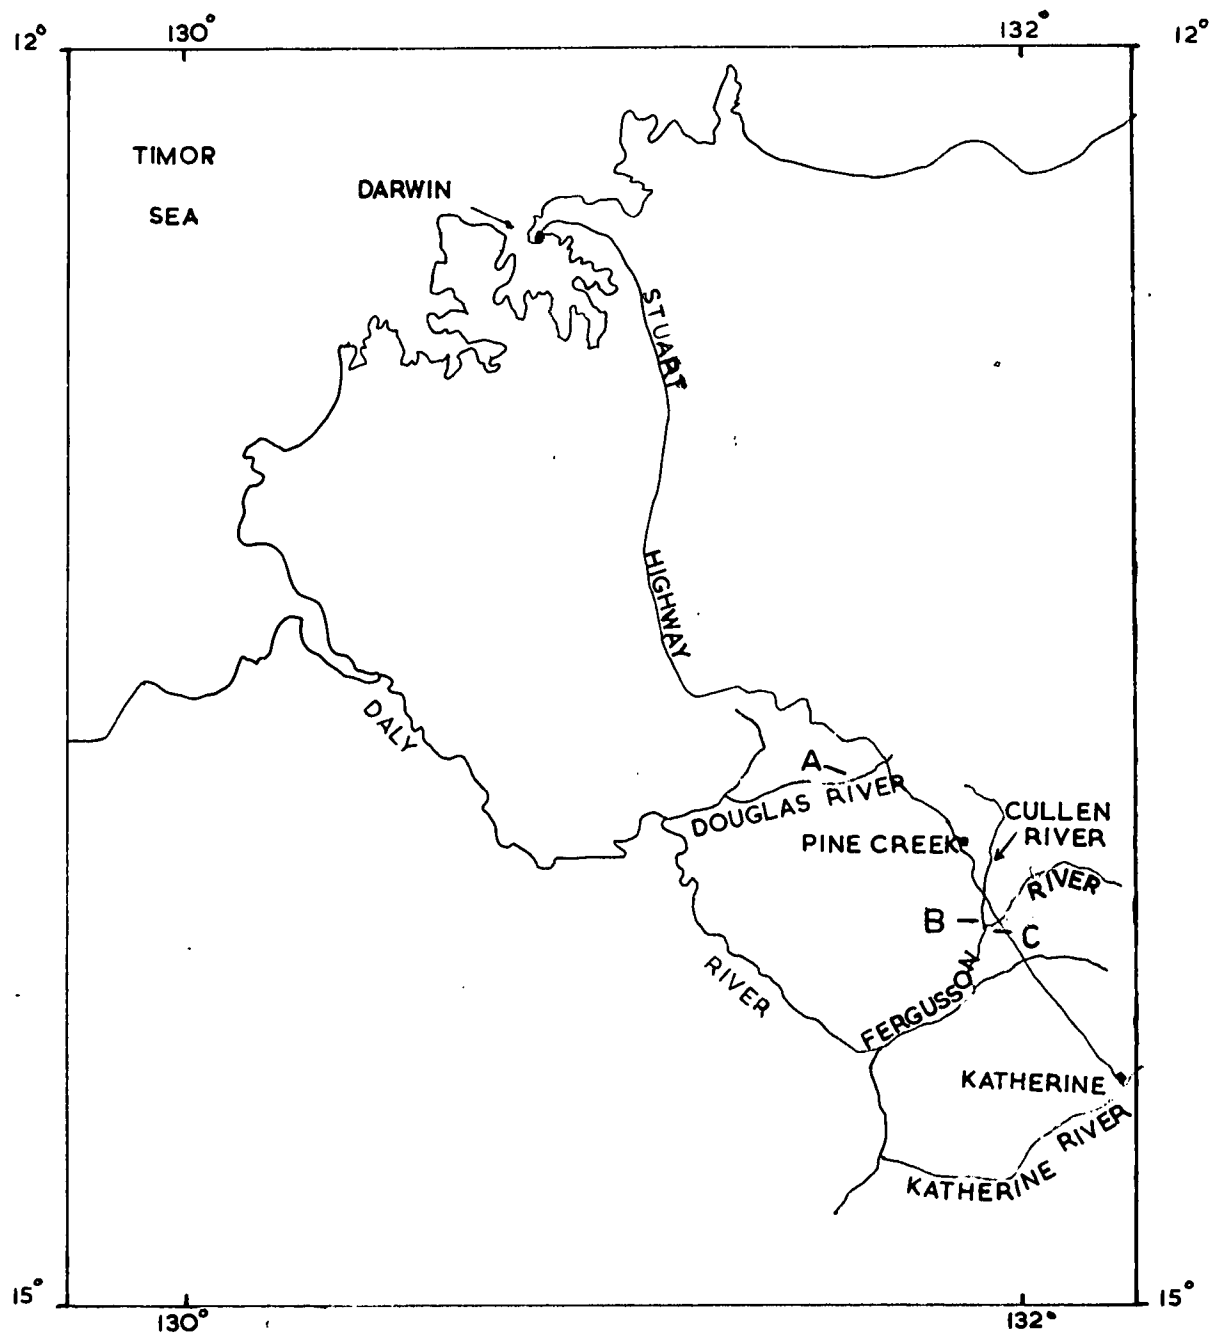 130° 132°
12° 12°
TIMOR
SEA
DARWIN
STUART
HIGHWAY
DALY
A
DOUGLAS RIVER
CULLEN
RIVER
PINE CREEK
RIVER
B
C
RIVER
FERGUSSON
KATHERINE
RIVER
KATHERINE
15° 15°
130° 132°